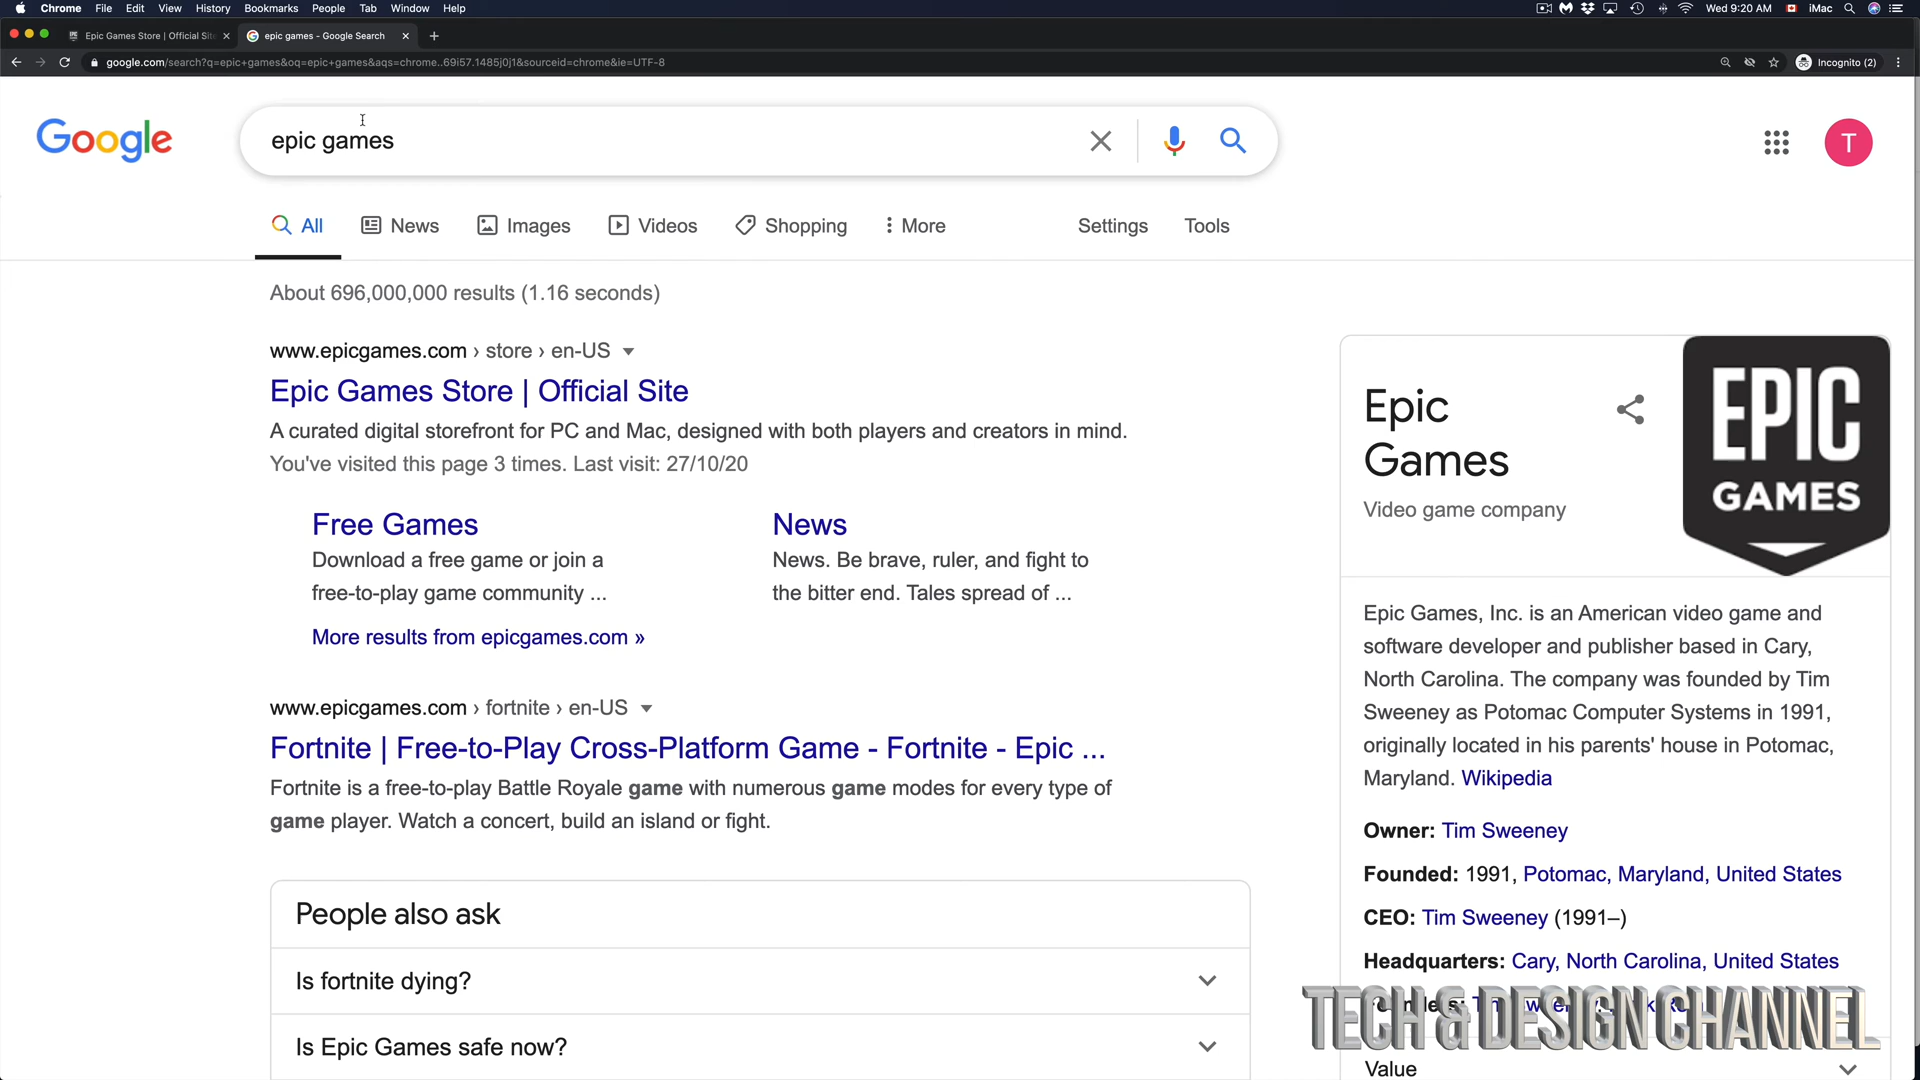 Chrome File Edit View History Bookmarks People Tab Window Help
Wed 9:20 AM iMac
Epic Games Store | Official Sit
epic games - Google Search
google.com/search?q=epic+games&oq=epic+games&aqs=chrome..69i57.1485j0j1&sourceid=chrome&ie=UTF-8
Incognito (2)
Google
epic games
T
All News Images Videos Shopping More Settings Tools
About 696,000,000 results (1.16 seconds)
www.epicgames.com › store › en-US
Epic Games Store | Official Site
A curated digital storefront for PC and Mac, designed with both players and creators in mind.
You've visited this page 3 times. Last visit: 27/10/20
Free Games
Download a free game or join a
free-to-play game community ...
News
News. Be brave, ruler, and fight to
the bitter end. Tales spread of ...
More results from epicgames.com »
www.epicgames.com › fortnite › en-US
Fortnite | Free-to-Play Cross-Platform Game - Fortnite - Epic ...
Fortnite is a free-to-play Battle Royale game with numerous game modes for every type of
game player. Watch a concert, build an island or fight.
People also ask
Is fortnite dying?
Is Epic Games safe now?
Epic
Games
Video game company
EPIC
GAMES
Epic Games, Inc. is an American video game and
software developer and publisher based in Cary,
North Carolina. The company was founded by Tim
Sweeney as Potomac Computer Systems in 1991,
originally located in his parents' house in Potomac,
Maryland. Wikipedia
Owner: Tim Sweeney
Founded: 1991, Potomac, Maryland, United States
CEO: Tim Sweeney (1991–)
Headquarters: Cary, North Carolina, United States
TECH & DESIGN CHANNEL
Value